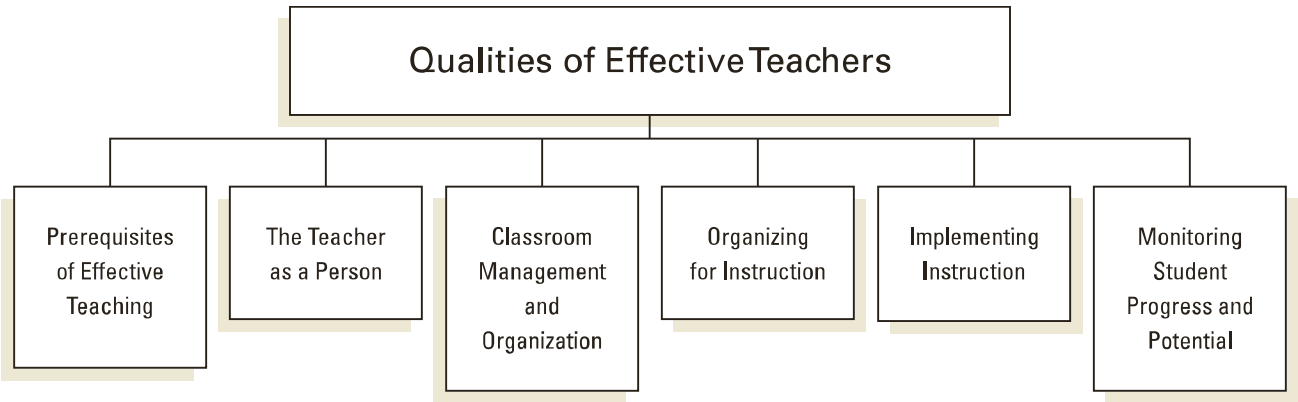 Qualities of Effective Teachers
Prerequisites
of Effective
Teaching
The Teacher
as a Person
Classroom
Management
and
Organization
Organizing
for Instruction
Implementing
Instruction
Monitoring
Student
Progress and
Potential